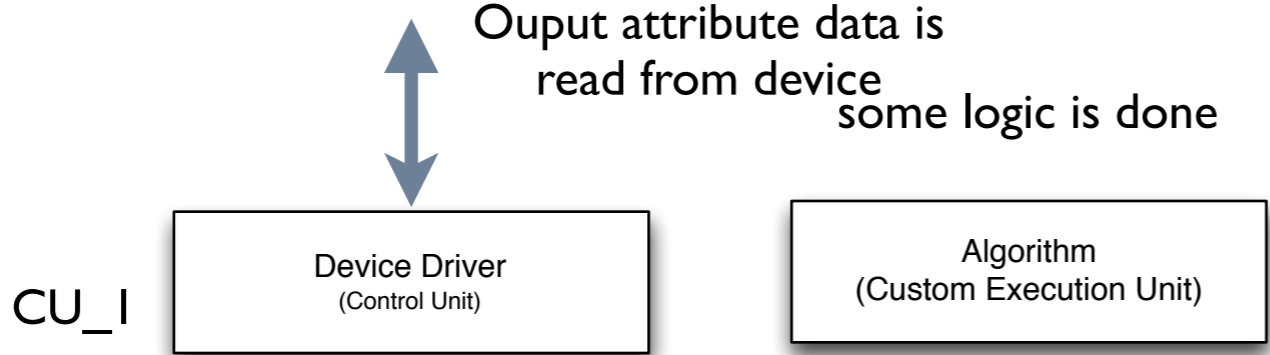 Ouput attribute data is
read from device
some logic is done
Device Driver
(Control Unit)
CU_1
Algorithm
(Custom Execution Unit)